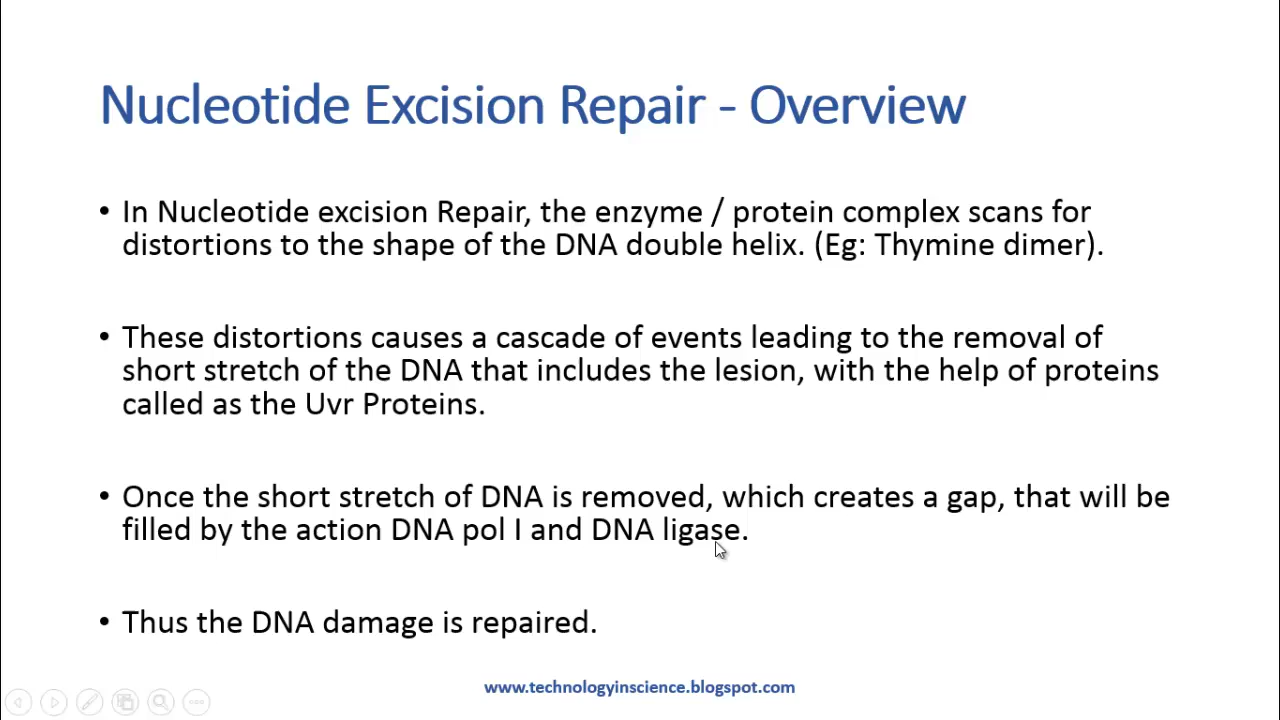 Nucleotide Excision Repair - Overview
• In Nucleotide excision Repair, the enzyme / protein complex scans for
distortions to the shape of the DNA double helix. (Eg: Thymine dimer).
• These distortions causes a cascade of events leading to the removal of
short stretch of the DNA that includes the lesion, with the help of proteins
called as the Uvr Proteins.
• Once the short stretch of DNA is removed, which creates a gap, that will be
filled by the action DNA pol I and DNA ligase.
• Thus the DNA damage is repaired.
www.technologyinscience.blogspot.com